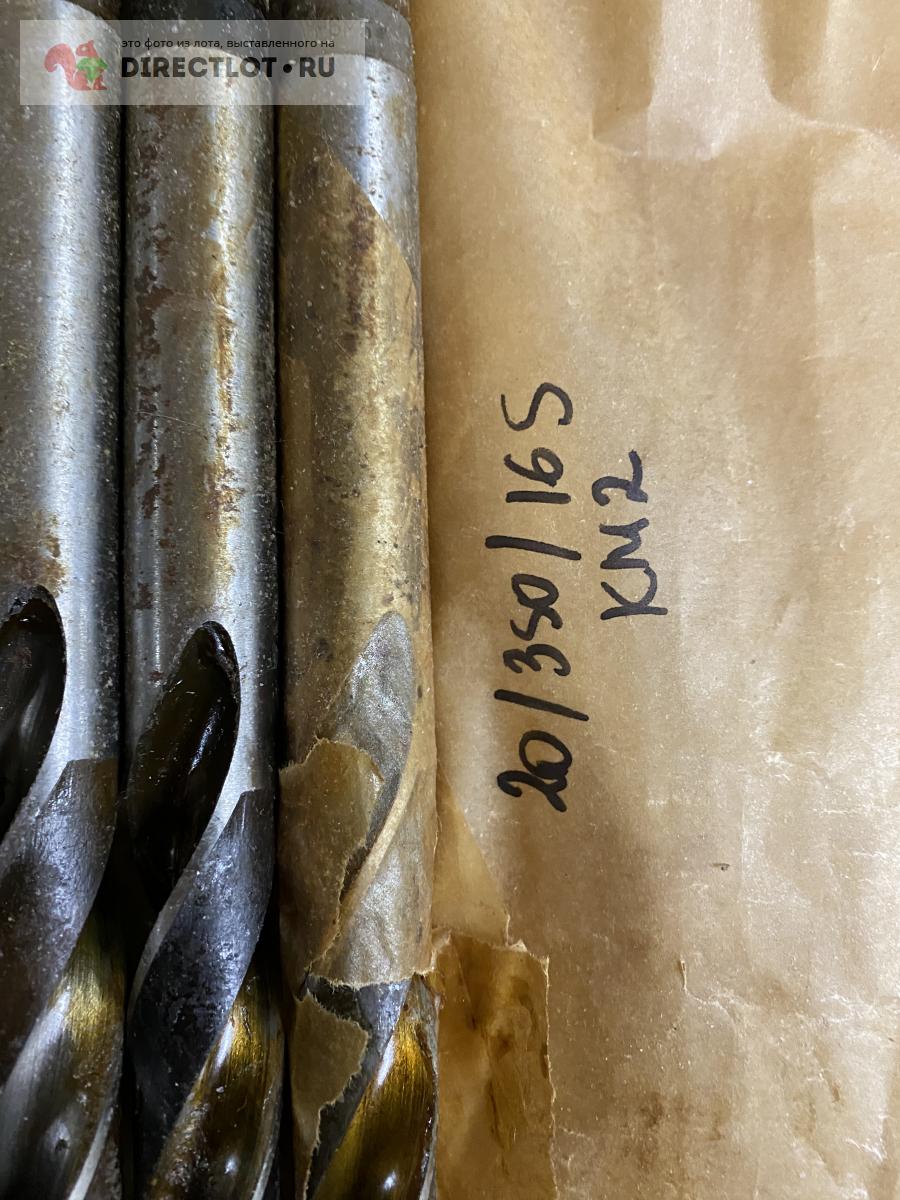 это фото из лота, выставленного на
DIRECTLOT•RU
20/350/165
КМ2